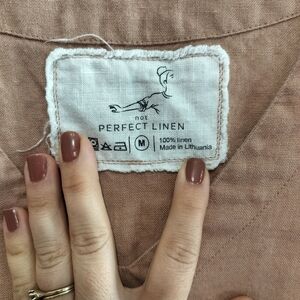 not
PERFECT LINEN
M
100% linen
Made in Lithuania